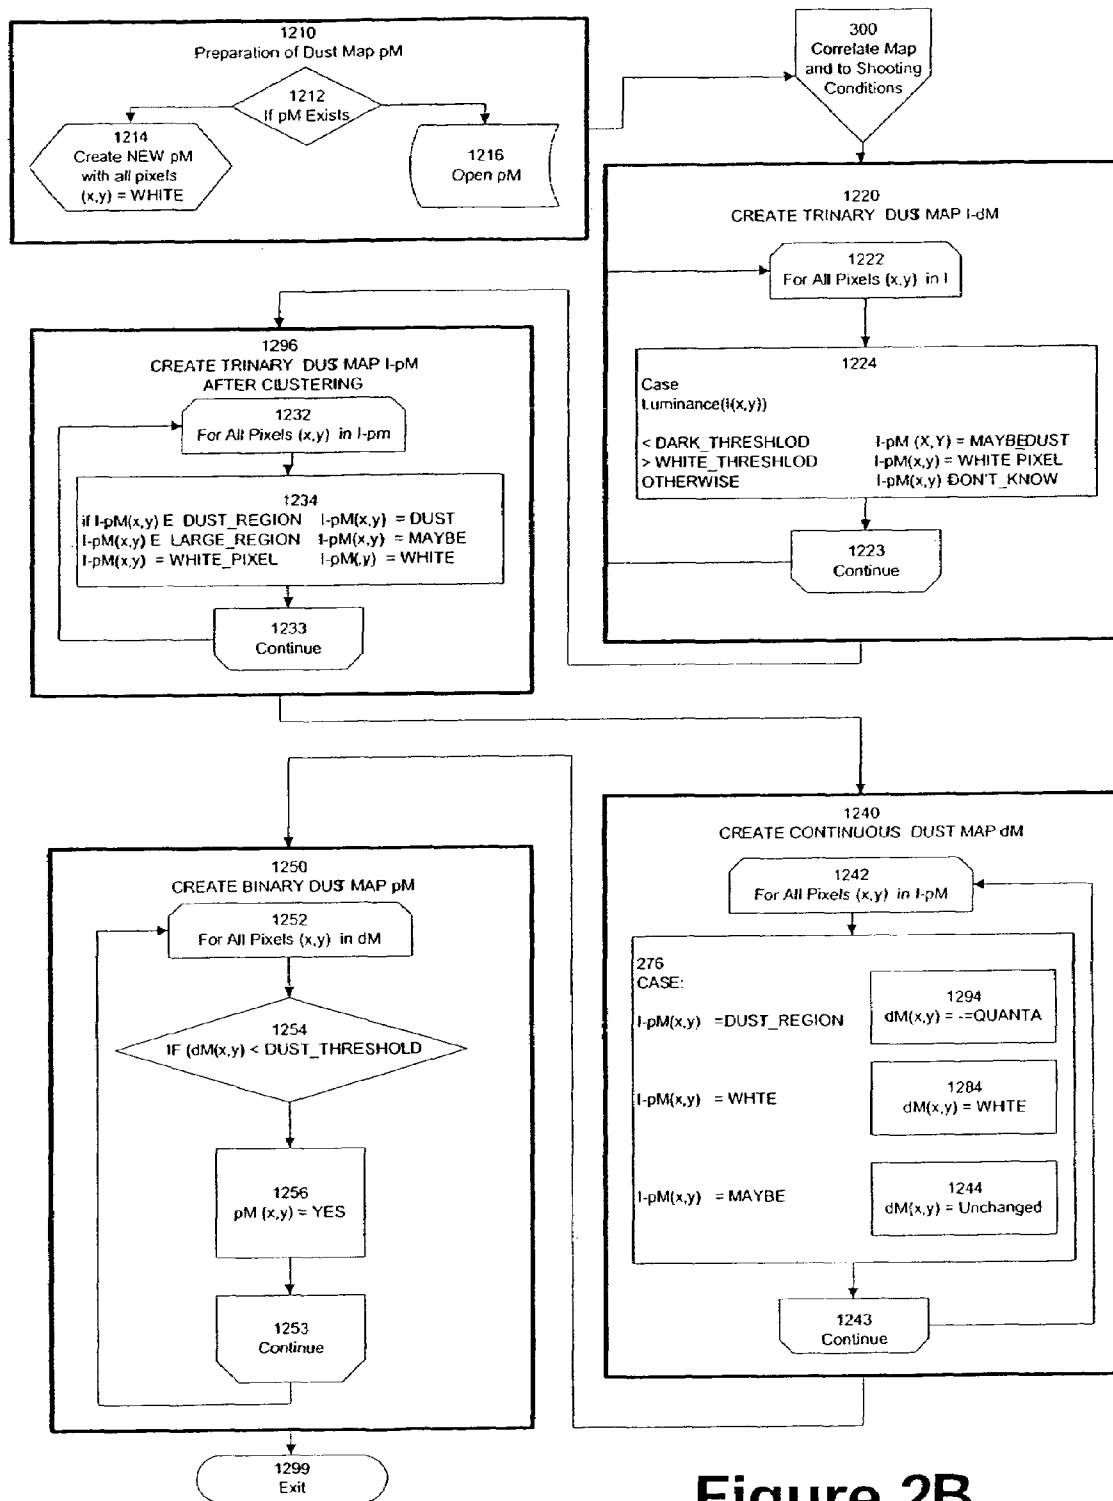 1210
Preparation of Dust Map pM
1212
If pM Exists
1214
Create NEW pM
with all pixels
(x,y) = WHITE
1216
Open pM
300
Correlate Map
and to Shooting
Conditions
1220
CREATE TRINARY DUST MAP I-dM
1222
For All Pixels (x,y) in I
1224
Case
Luminance(I(x,y))
< DARK_THRESHLOD I-pM (X,Y) = MAYBEDUST
> WHITE_THRESHLOD I-pM(x,y) = WHITE PIXEL
OTHERWISE I-pM(x,y) DON'T_KNOW
1223
Continue
1296
CREATE TRINARY DUST MAP I-pM
AFTER CLUSTERING
1232
For All Pixels (x,y) in I-pm
1234
if I-pM(x,y) E DUST_REGION I-pM(x,y) = DUST
I-pM(x,y) E LARGE_REGION I-pM(x,y) = MAYBE
I-pM(x,y) = WHITE_PIXEL I-pM(,y) = WHITE
1233
Continue
1240
CREATE CONTINUOUS DUST MAP dM
1242
For All Pixels (x,y) in I-pM
276
CASE:
I-pM(x,y) =DUST_REGION
1294
dM(x,y) = -=QUANTA
I-pM(x,y) = WHTE
1284
dM(x,y) = WHITE
I-pM(x,y) = MAYBE
1244
dM(x,y) = Unchanged
1243
Continue
1250
CREATE BINARY DUST MAP pM
1252
For All Pixels (x,y) in dM
1254
IF (dM(x,y) < DUST_THRESHOLD
1256
pM (x,y) = YES
1253
Continue
1299
Exit
Figure 2B